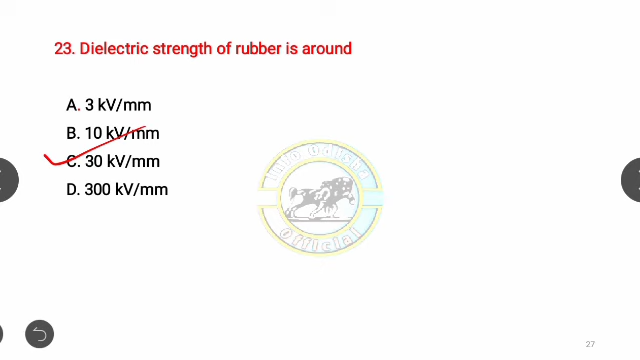 23. Dielectric strength of rubber is around
A. 3 kV/mm
B. 10 kV/mm
C. 30 kV/mm
D. 300 kV/mm
Official
27